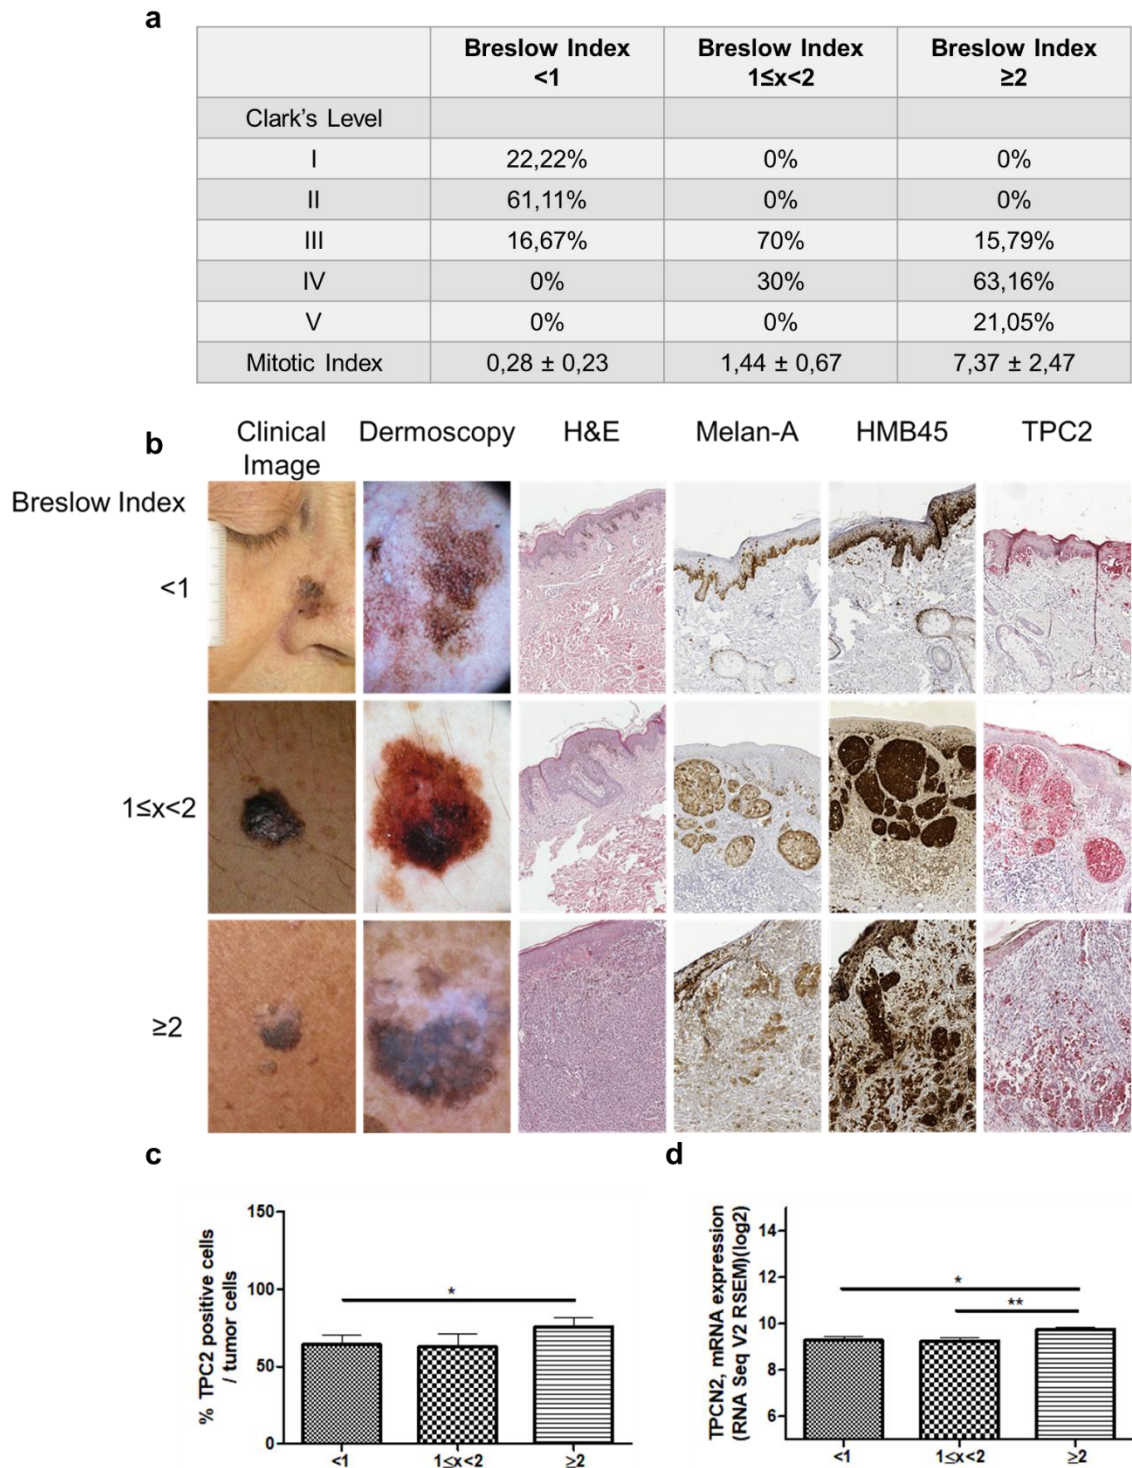 a
Breslow Index <1 Breslow Index 1≤x<2 Breslow Index ≥2
Clark's Level
I 22,22% 0% 0%
II 61,11% 0% 0%
III 16,67% 70% 15,79%
IV 0% 30% 63,16%
V 0% 0% 21,05%
Mitotic Index 0,28 ± 0,23 1,44 ± 0,67 7,37 ± 2,47
b
Clinical Image Dermoscopy H&E Melan-A HMB45 TPC2
Breslow Index
<1
1≤x<2
≥2
c
% TPC2 positive cells
/ tumor cells
150
100
50
0
*
<1 1≤x<2 ≥2
d
TPCN2, mRNA expression
(RNA Seq V2 RSEM)(log2)
14
12
10
8
6
*
**
<1 1≤x<2 ≥2